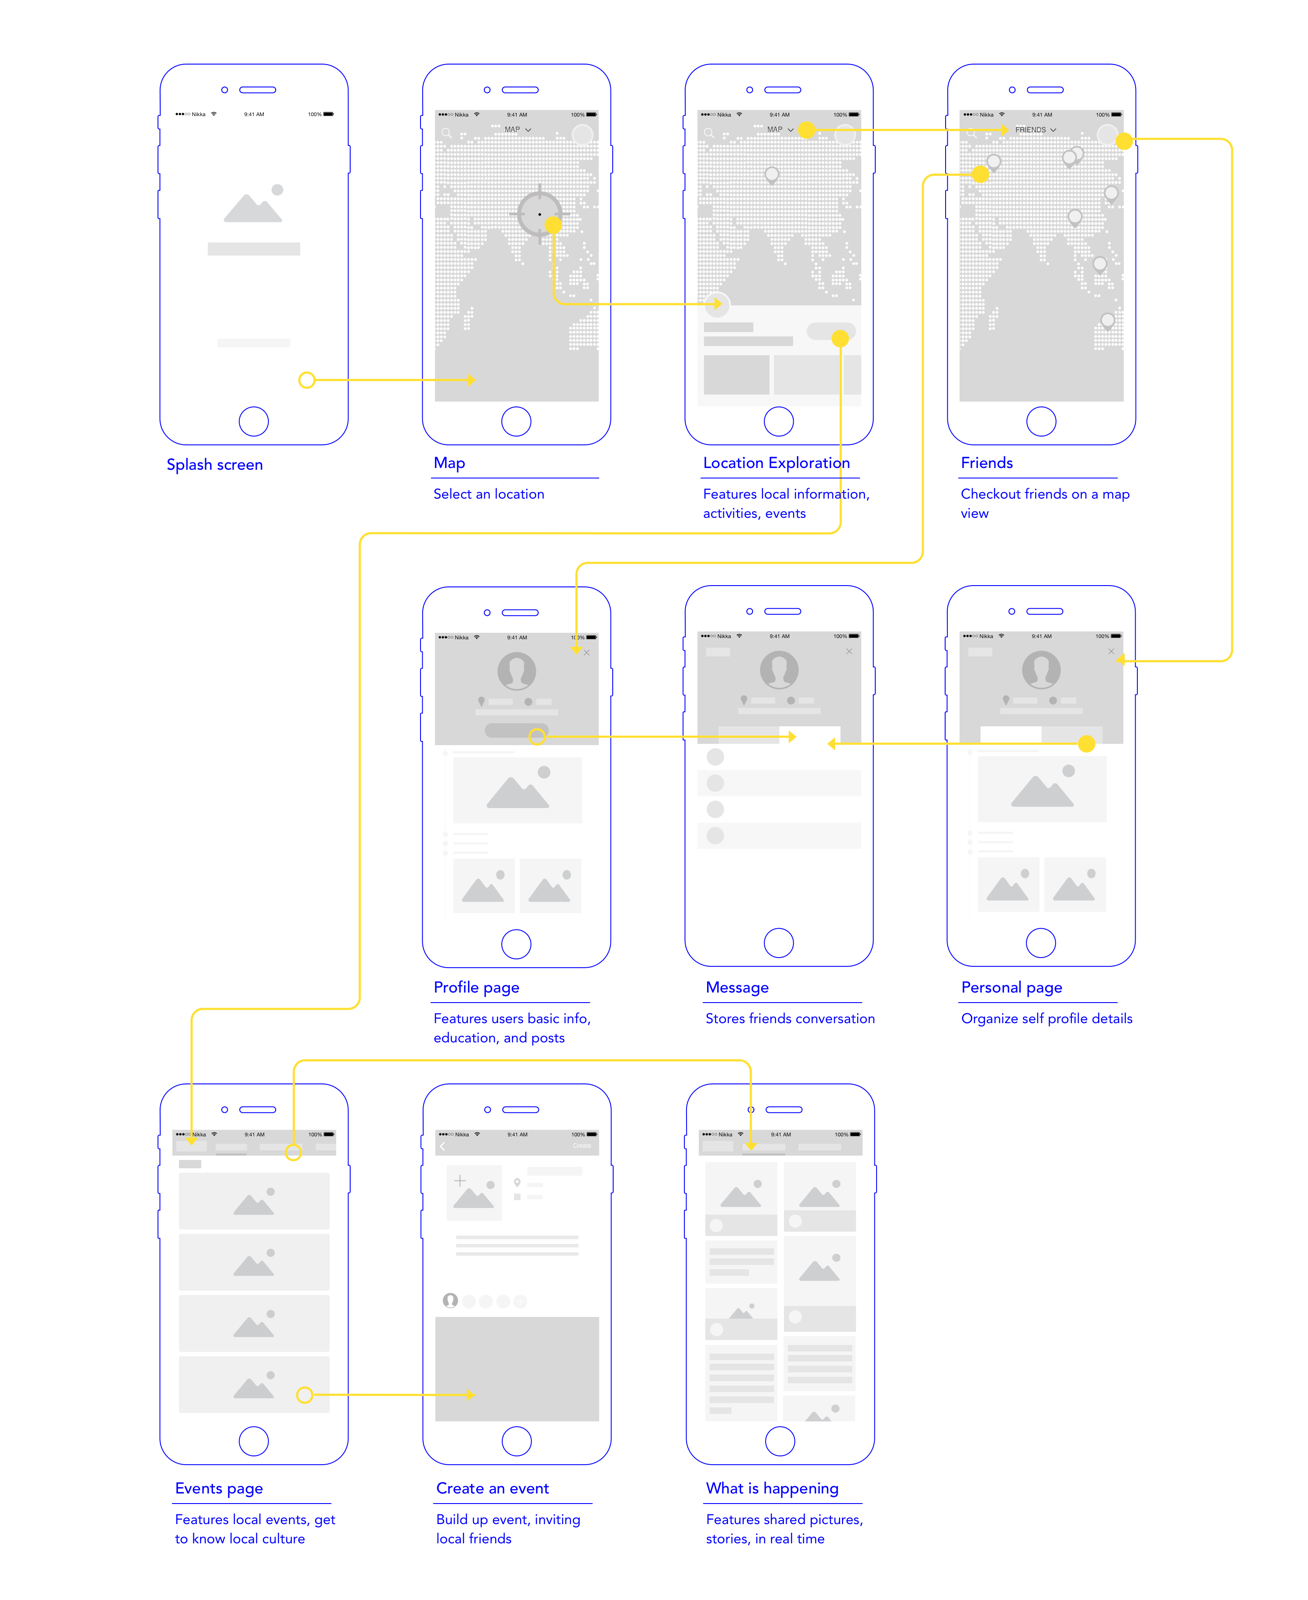 Nikka 9:41 AM 100%
Nikka 9:41 AM 100%
MAP
Nikka 9:41 AM 100%
MAP
Nikka 9:41 AM 100%
FRIENDS
Splash screen
Map
Select an location
Location Exploration
Features local information,
activities, events
Friends
Checkout friends on a map
view
Nikka 9:41 AM 100%
Nikka 9:41 AM 100%
Nikka 9:41 AM 100%
Profile page
Features users basic info,
education, and posts
Message
Stores friends conversation
Personal page
Organize self profile details
Nikka 9:41 AM 100%
Nikka 9:41 AM 100%
Create
Nikka 9:41 AM 100%
Events page
Features local events, get
to know local culture
Create an event
Build up event, inviting
local friends
What is happening
Features shared pictures,
stories, in real time